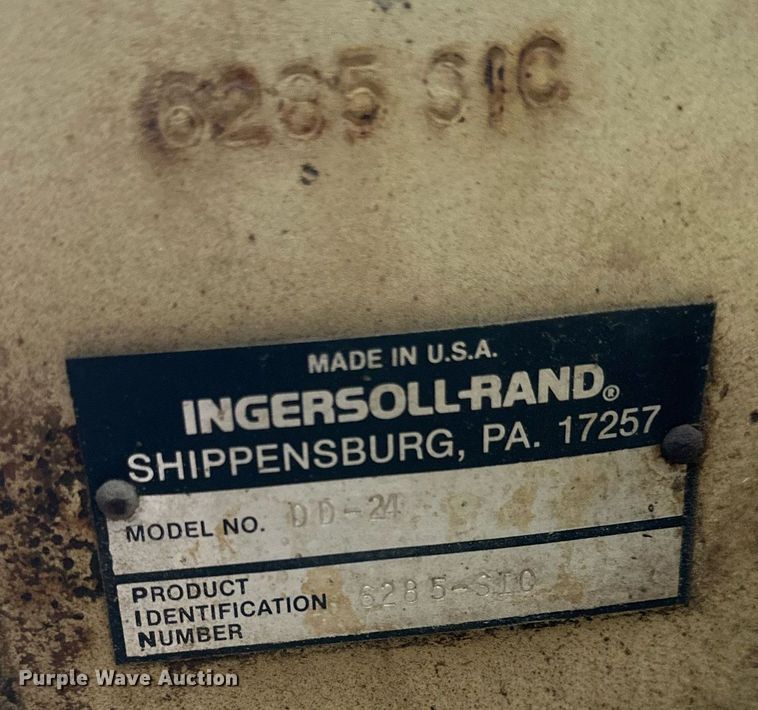 6285 S1C
MADE IN U.S.A.
INGERSOLL-RAND®
SHIPPENSBURG, PA. 17257
MODEL NO. DD-24
PRODUCT
IDENTIFICATION
NUMBER
6285-SIC
Purple Wave Auction